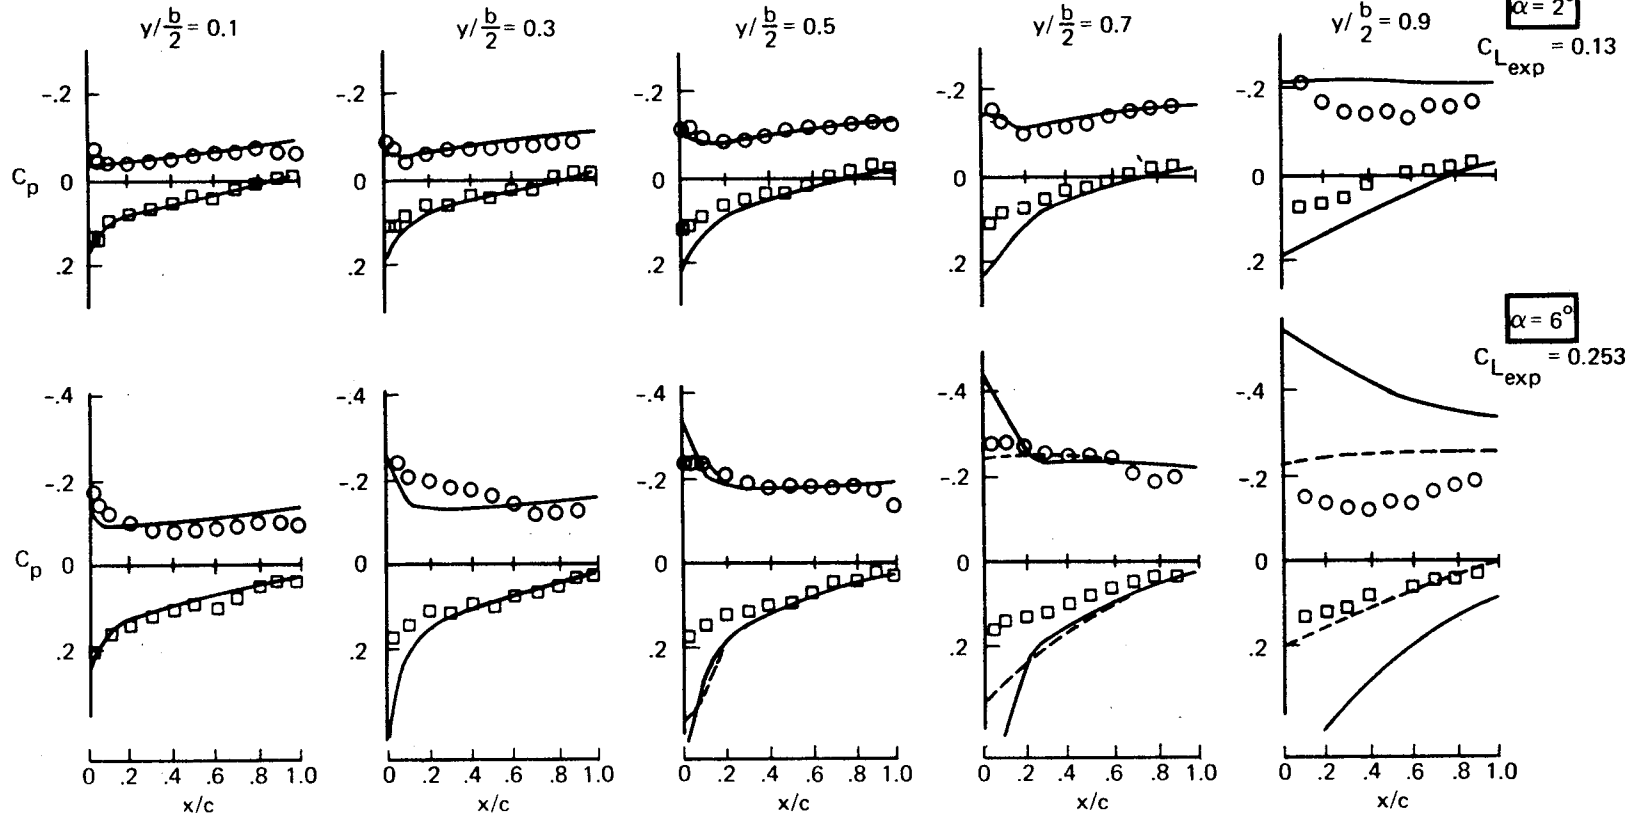 y/b/2 = 0.1
y/b/2 = 0.3
y/b/2 = 0.5
y/b/2 = 0.7
y/b/2 = 0.9
α = 2°
C_Lexp = 0.13
-.2 -.2 -.2 -.2 -.2
C_p 0 0 0 0 0
.2 .2 .2 .2 .2
α = 6°
C_Lexp = 0.253
-.4 -.4 -.4 -.4 -.4
-.2 -.2 -.2 -.2 -.2
C_p 0 0 0 0 0
.2 .2 .2 .2 .2
0 .2 .4 .6 .8 1.0
0 .2 .4 .6 .8 1.0
0 .2 .4 .6 .8 1.0
0 .2 .4 .6 .8 1.0
0 .2 .4 .6 .8 1.0
x/c x/c x/c x/c x/c